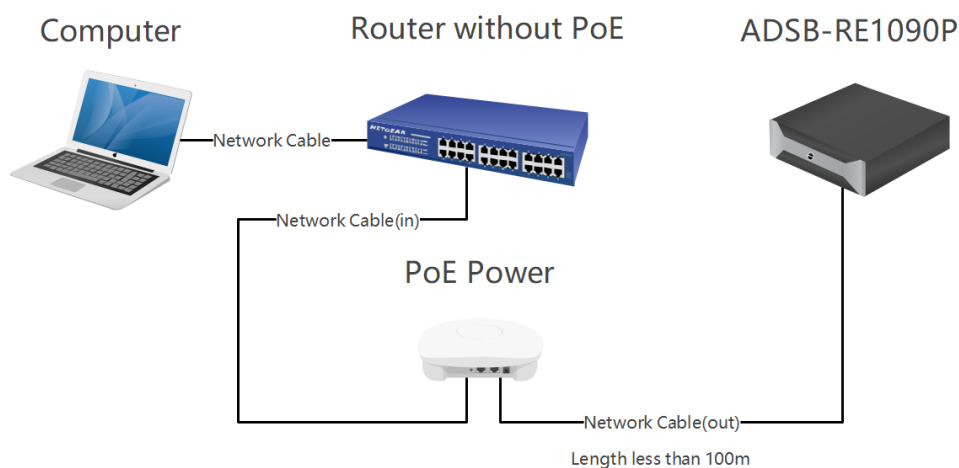 Computer
Router without PoE
ADSB-RE1090P
NETGEAR
Network Cable
Network Cable(in)
PoE Power
Network Cable(out)
Length less than 100m